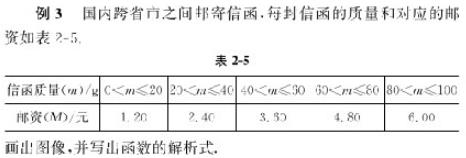 例 3 国内跨省市之间邮寄信函,每封信函的质量和对应的邮
资如表 2-5.
表 2-5
信函质量(m)/g 0<m≤20 20<m≤40 40<m≤60 60<m≤80 80<m≤100
邮资(M)/元 1.20 2.40 3.60 4.80 6.00
画出图像,并写出函数的解析式.